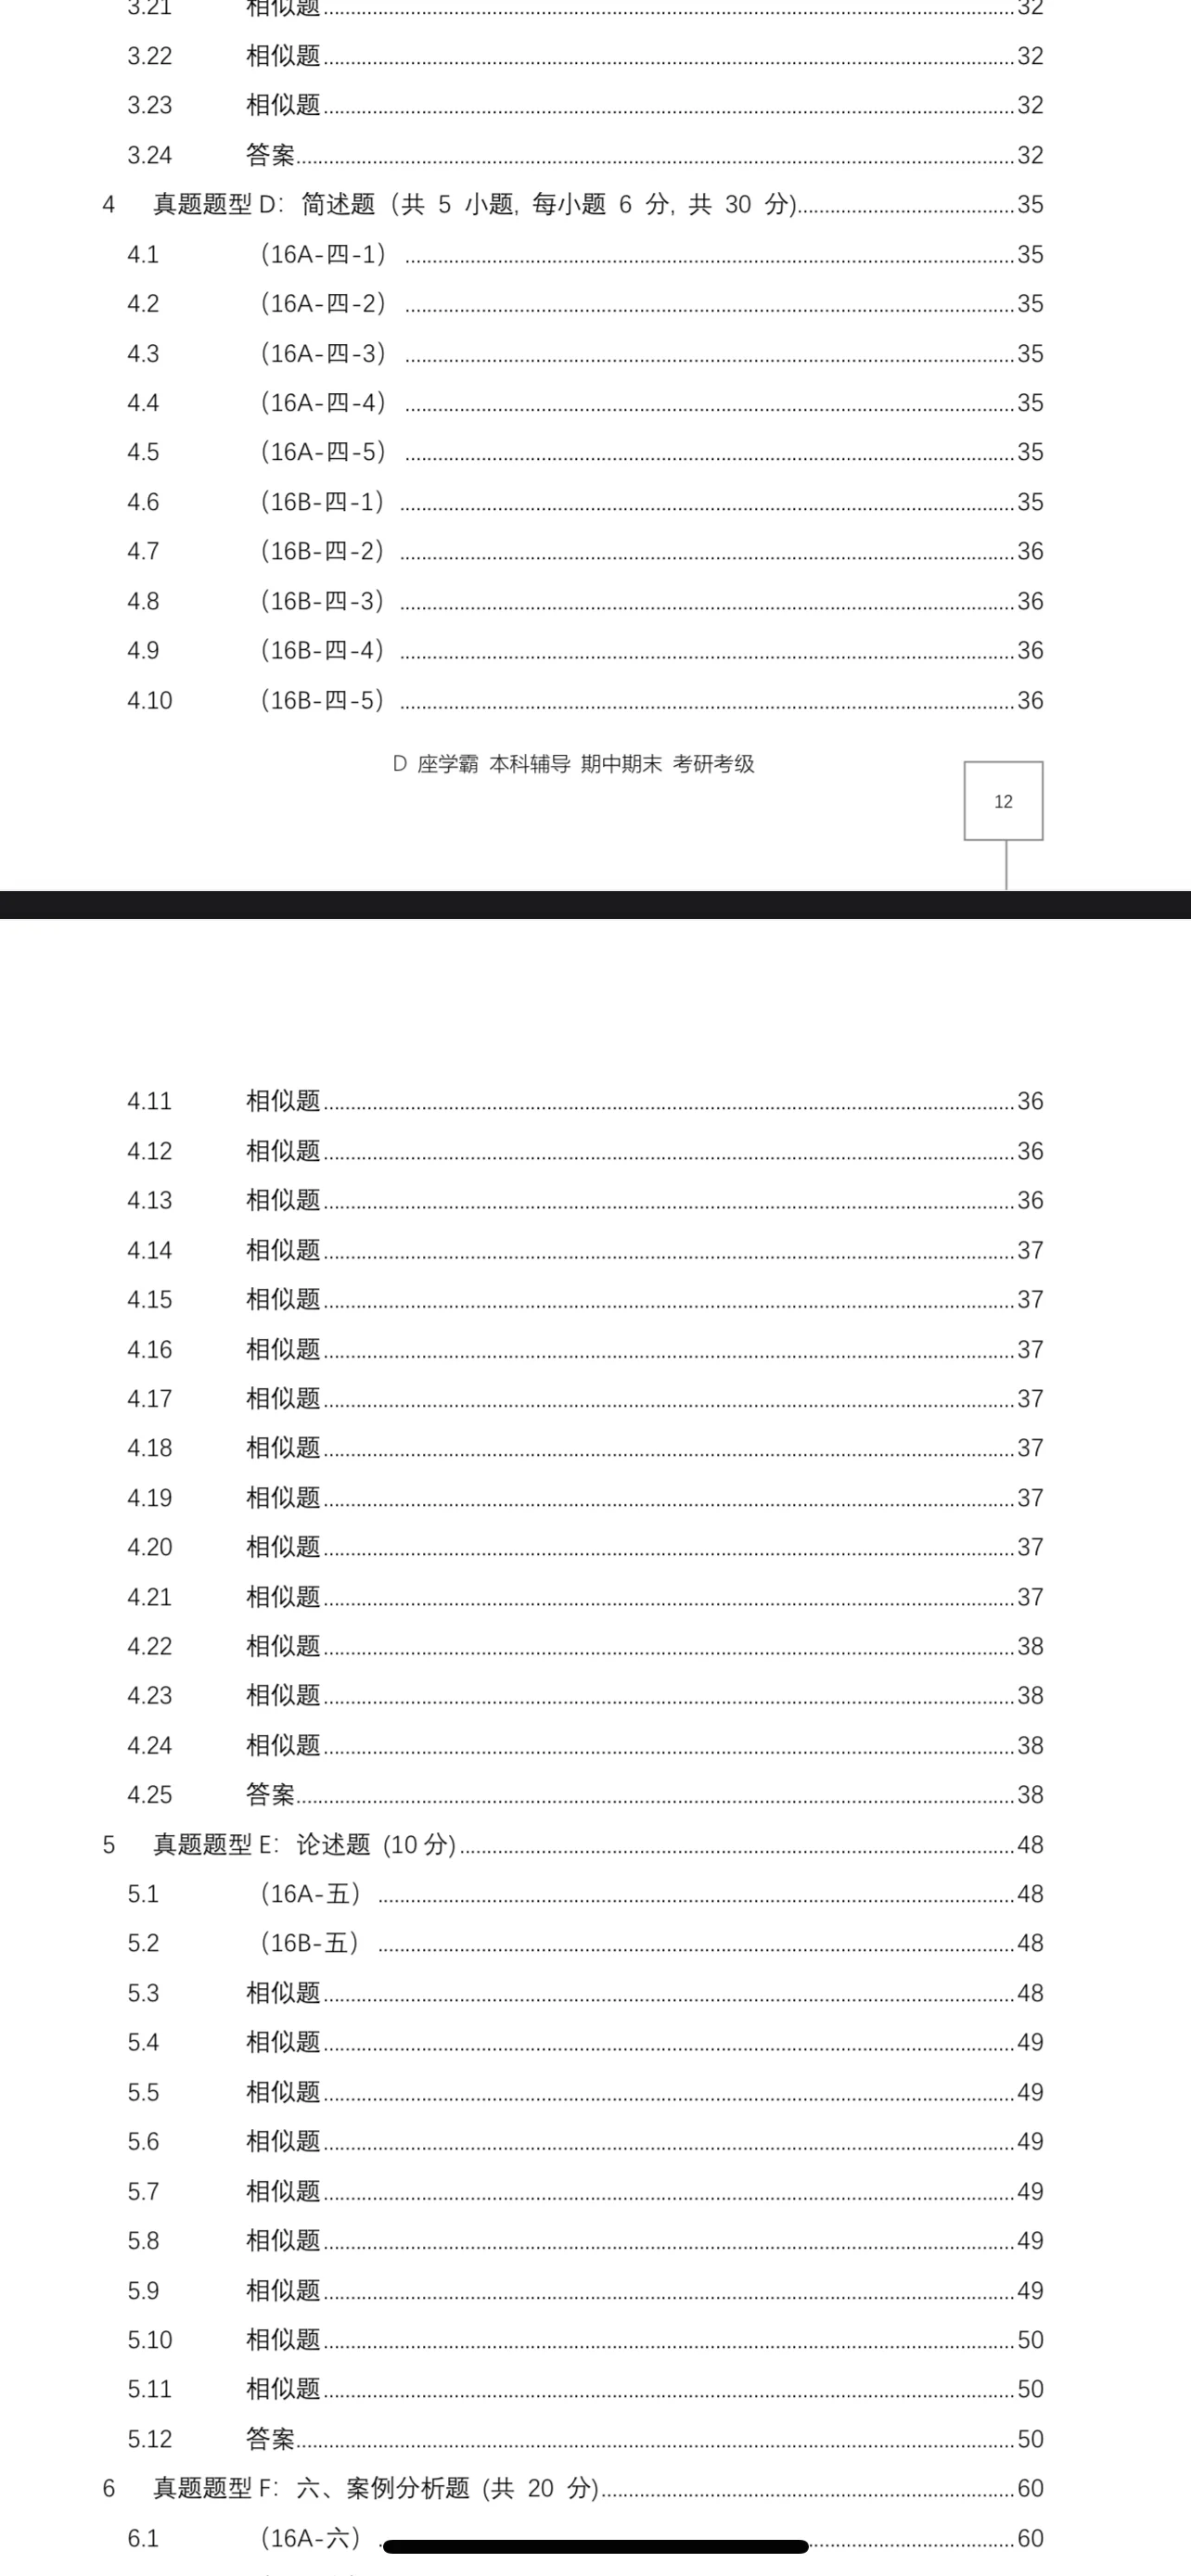 3.21 相似题 32
3.22 相似题 32
3.23 相似题 32
3.24 答案 32
4 真题题型 D：简述题（共 5 小题, 每小题 6 分, 共 30 分) 35
4.1 （16A-四-1） 35
4.2 （16A-四-2） 35
4.3 （16A-四-3） 35
4.4 （16A-四-4） 35
4.5 （16A-四-5） 35
4.6 （16B-四-1） 35
4.7 （16B-四-2） 36
4.8 （16B-四-3） 36
4.9 （16B-四-4） 36
4.10 （16B-四-5） 36
D 座学霸 本科辅导 期中期末 考研考级
12
4.11 相似题 36
4.12 相似题 36
4.13 相似题 36
4.14 相似题 37
4.15 相似题 37
4.16 相似题 37
4.17 相似题 37
4.18 相似题 37
4.19 相似题 37
4.20 相似题 37
4.21 相似题 37
4.22 相似题 38
4.23 相似题 38
4.24 相似题 38
4.25 答案 38
5 真题题型 E：论述题 (10 分) 48
5.1 （16A-五） 48
5.2 （16B-五） 48
5.3 相似题 48
5.4 相似题 49
5.5 相似题 49
5.6 相似题 49
5.7 相似题 49
5.8 相似题 49
5.9 相似题 49
5.10 相似题 50
5.11 相似题 50
5.12 答案 50
6 真题题型 F：六、案例分析题 (共 20 分) 60
6.1 （16A-六） 60